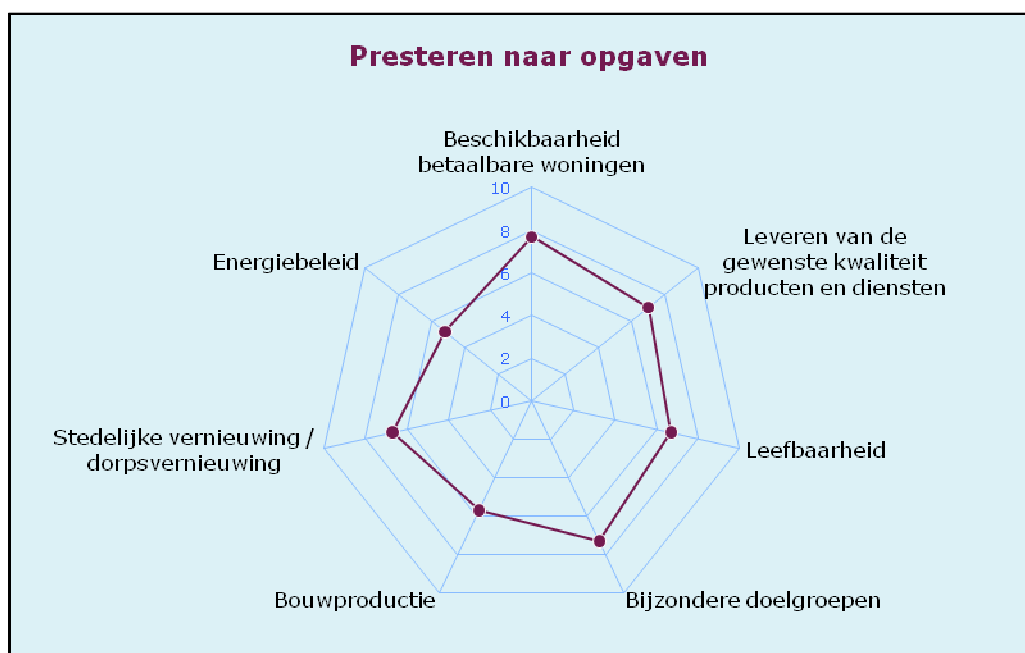 Presteren naar opgaven
Beschikbaarheid
betaalbare woningen
10
8
6
4
2
0
Leveren van de
gewenste kwaliteit
producten en diensten
Leefbaarheid
Bijzondere doelgroepen
Bouwproductie
Stedelijke vernieuwing /
dorpsvernieuwing
Energiebeleid